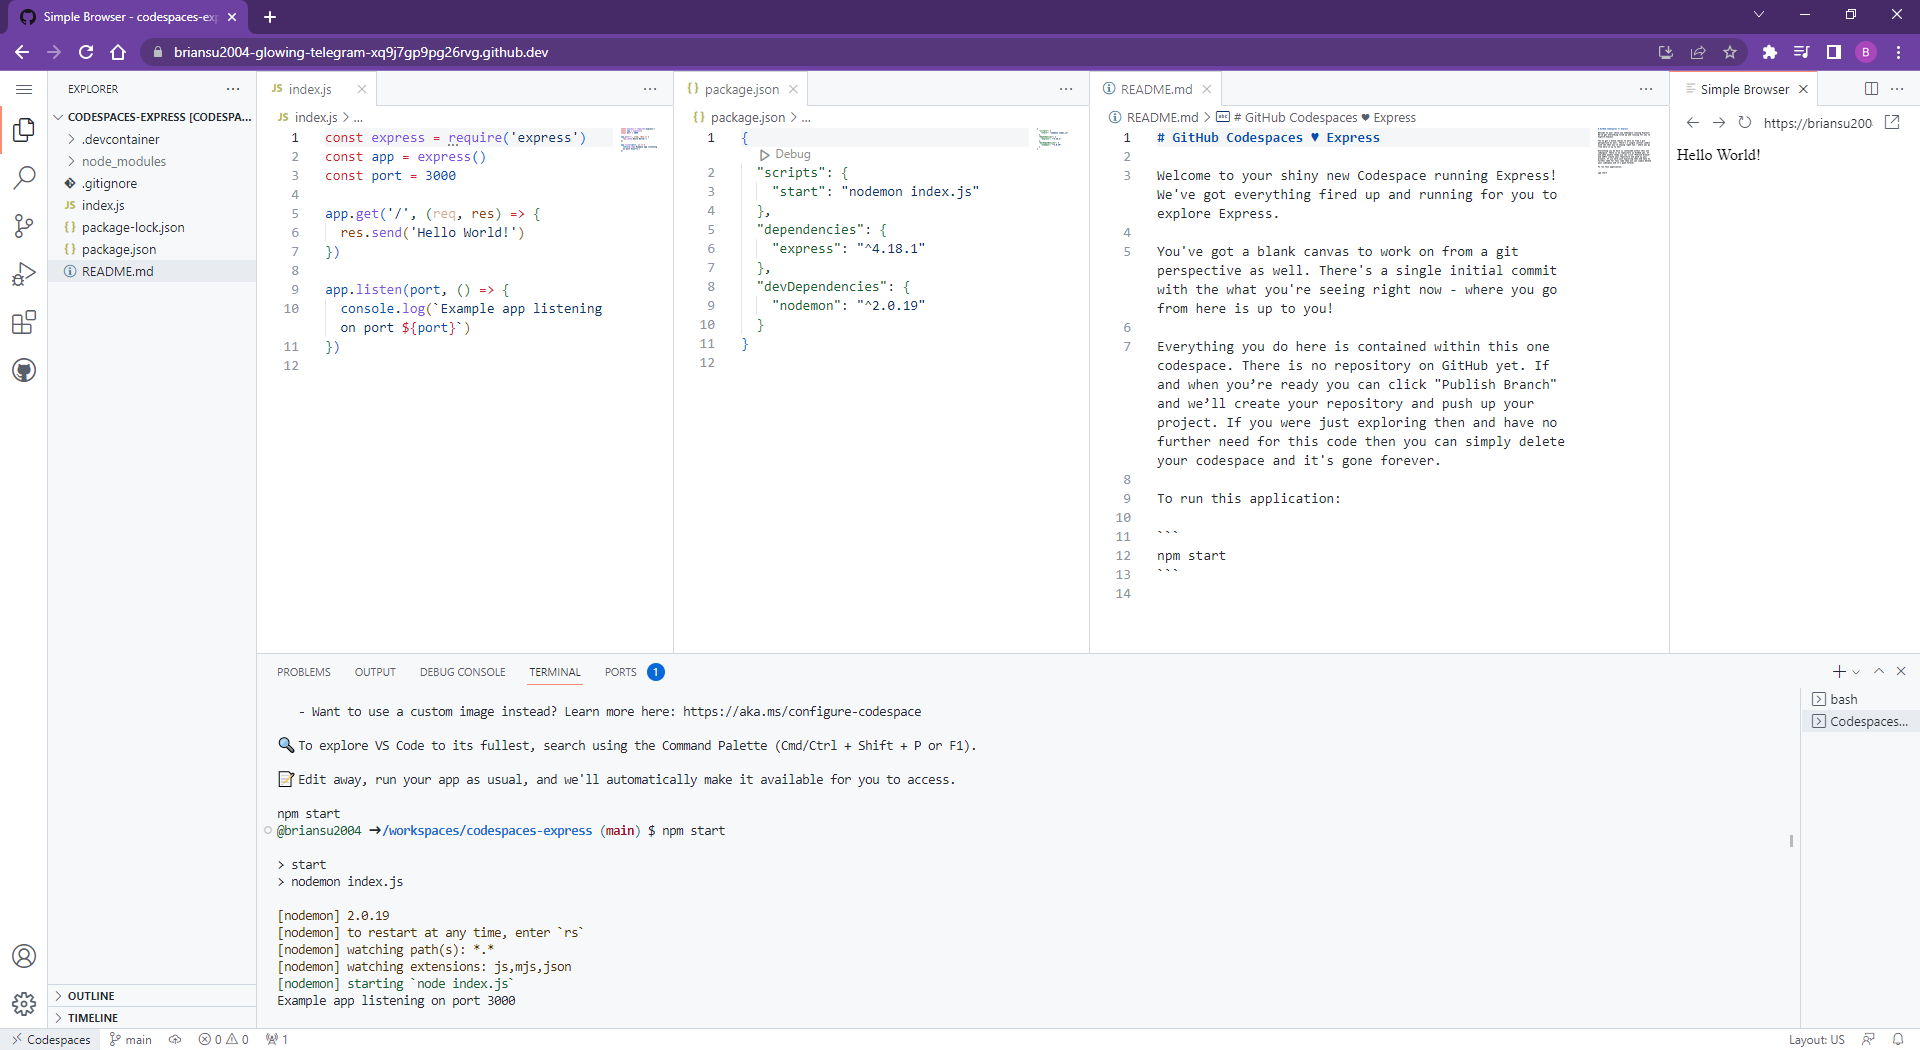 Simple Browser - codespaces-exp
briansu2004-glowing-telegram-xq9j7gp9pg26rvg.github.dev
B
EXPLORER
CODESPACES-EXPRESS [CODESPA...
.devcontainer
node_modules
.gitignore
JS index.js
{} package-lock.json
{} package.json
README.md
OUTLINE
TIMELINE
JS index.js
JS index.js > ...
1 const express = require('express')
2 const app = express()
3 const port = 3000
4
5 app.get('/', (req, res) => {
6 res.send('Hello World!')
7 })
8
9 app.listen(port, () => {
10 console.log(`Example app listening
on port ${port}`)
11 })
12
{} package.json
{} package.json > ...
1 {
Debug
2 "scripts": {
3 "start": "nodemon index.js"
4 },
5 "dependencies": {
6 "express": "^4.18.1"
7 },
8 "devDependencies": {
9 "nodemon": "^2.0.19"
10 }
11 }
12
README.md
README.md > abc # GitHub Codespaces ♥ Express
1 # GitHub Codespaces ♥ Express
2
3 Welcome to your shiny new Codespace running Express!
We've got everything fired up and running for you to
explore Express.
4
5 You've got a blank canvas to work on from a git
perspective as well. There's a single initial commit
with the what you're seeing right now - where you go
from here is up to you!
6
7 Everything you do here is contained within this one
codespace. There is no repository on GitHub yet. If
and when you’re ready you can click "Publish Branch"
and we’ll create your repository and push up your
project. If you were just exploring then and have no
further need for this code then you can simply delete
your codespace and it's gone forever.
8
9 To run this application:
10
11 ```
12 npm start
13 ```
14
Simple Browser
https://briansu200
Hello World!
PROBLEMS OUTPUT DEBUG CONSOLE TERMINAL PORTS 1
- Want to use a custom image instead? Learn more here: https://aka.ms/configure-codespace
🔍 To explore VS Code to its fullest, search using the Command Palette (Cmd/Ctrl + Shift + P or F1).
📝 Edit away, run your app as usual, and we'll automatically make it available for you to access.
npm start
@briansu2004 ➜/workspaces/codespaces-express (main) $ npm start
> start
> nodemon index.js
[nodemon] 2.0.19
[nodemon] to restart at any time, enter `rs`
[nodemon] watching path(s): *.*
[nodemon] watching extensions: js,mjs,json
[nodemon] starting `node index.js`
Example app listening on port 3000
bash
Codespaces...
Codespaces main 0 0 1
Layout: US